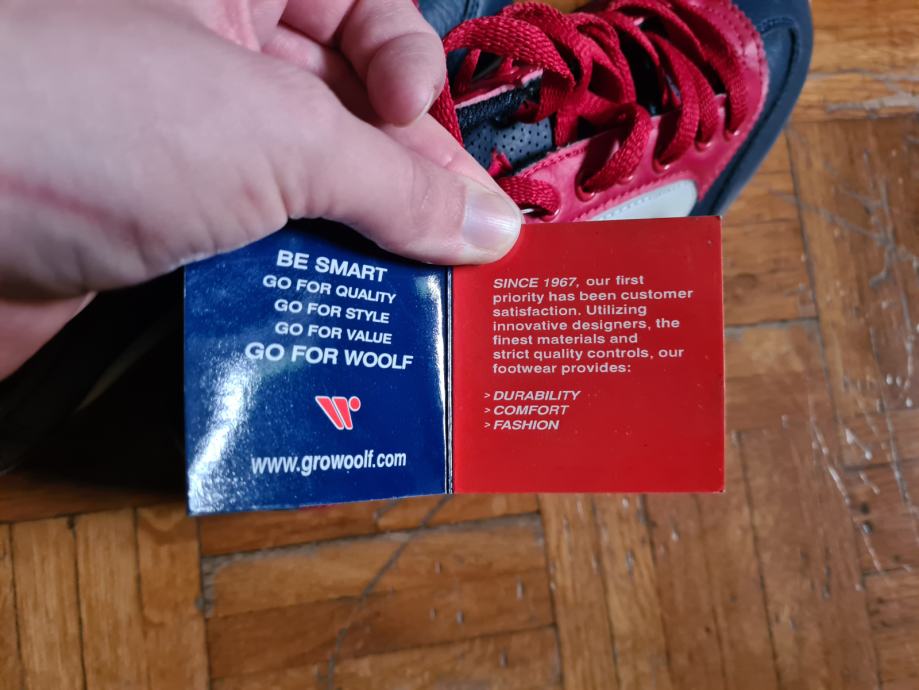 BE SMART
GO FOR QUALITY
GO FOR STYLE
GO FOR VALUE
GO FOR WOOLF
www.growoolf.com
SINCE 1967, our first
priority has been customer
satisfaction. Utilizing
innovative designers, the
finest materials and
strict quality controls, our
footwear provides:
> DURABILITY
> COMFORT
> FASHION